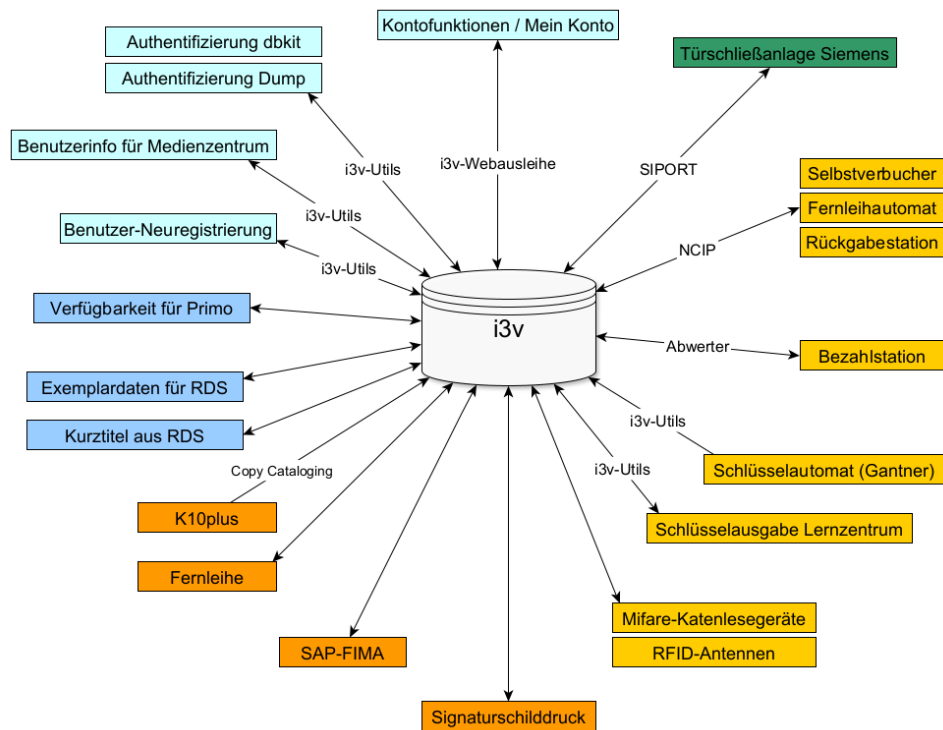 Kontofunktionen / Mein Konto
Authentifizierung dbkit
Authentifizierung Dump
Türschließanlage Siemens
Benutzerinfo für Medienzentrum
i3v-Utils
i3v-Webausleihe
SIPORT
Selbstverbucher
Fernleihautomat
Rückgabestation
i3v-Utils
Benutzer-Neuregistrierung
i3v-Utils
NCIP
Verfügbarkeit für Primo
i3v
Abwerter
Bezahlstation
Exemplardaten für RDS
Kurztitel aus RDS
i3v-Utils
Copy Cataloging
i3v-Utils
Schlüsselautomat (Gantner)
K10plus
Schlüsselausgabe Lernzentrum
Fernleihe
Mifare-Katenlesegeräte
RFID-Antennen
SAP-FIMA
Signaturschilddruck